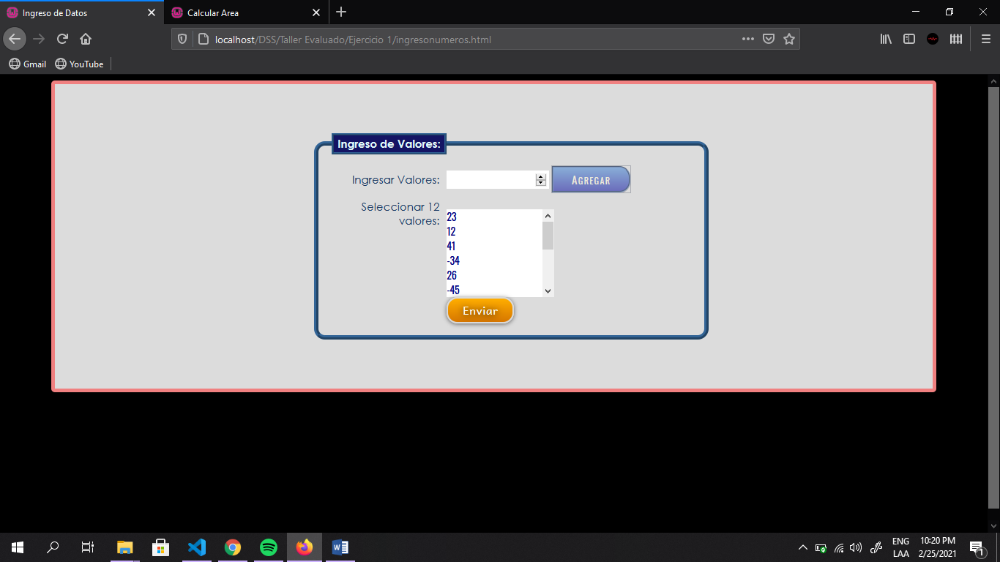 Ingreso de Datos
Calcular Area
localhost/DSS/Taller Evaluado/Ejercicio 1/ingresonumeros.html
Gmail
YouTube
Ingreso de Valores:
Ingresar Valores:
Agregar
Seleccionar 12
valores:
23
12
41
-34
26
-45
Enviar
ENG
LAA
10:20 PM
2/25/2021
1